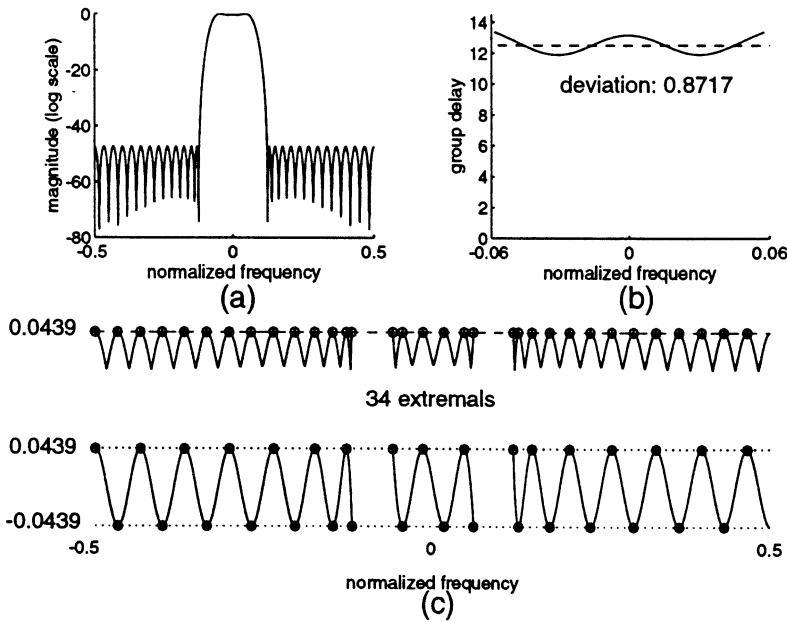 0
-20
-40
-60
-80
magnitude (log scale)
-0.5
0
0.5
normalized frequency
(a)
14
12
10
8
6
4
2
0
group delay
deviation: 0.8717
-0.06
0
0.06
normalized frequency
(b)
0.0439
34 extremals
0.0439
-0.0439
-0.5
0
0.5
normalized frequency
(c)